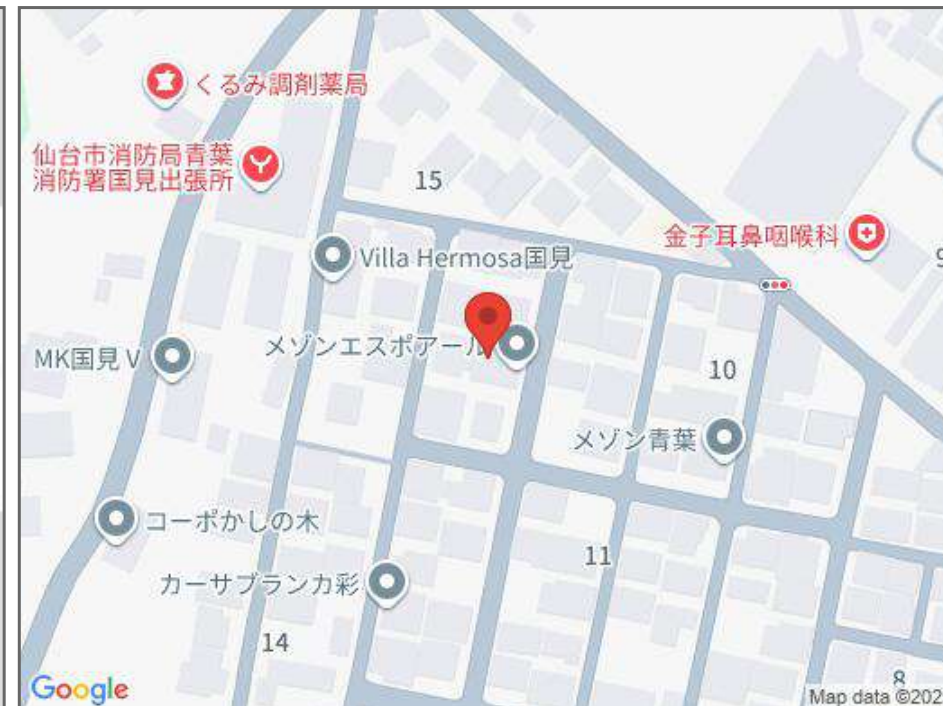 くるみ調剤薬局
仙台市消防局青葉
消防署国見出張所
15
金子耳鼻咽喉科
9
Villa Hermosa国見
メゾンエスポアール
MK国見 V
10
メゾン青葉
コーポかしの木
11
カーサブランカ彩
14
8
Google
Map data ©202